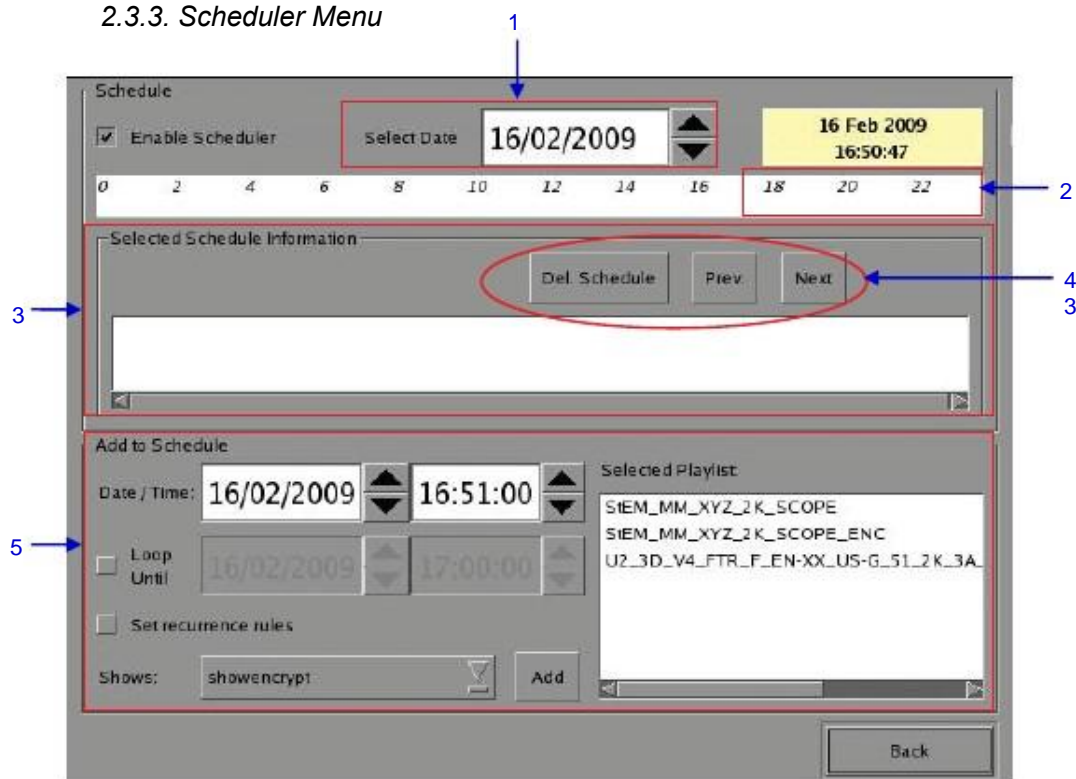 2.3.3. Scheduler Menu
1
Schedule
Enable Scheduler
Select Date
16/02/2009
16 Feb 2009
16:50:47
0 2 4 6 8 10 12 14 16 18 20 22
2
Selected Schedule Information
Del. Schedule
Prev.
Next
4
3
3
Add to Schedule
Date / Time:
16/02/2009
16:51:00
Selected Playlist
StEM_MM_XYZ_2K_SCOPE
StEM_MM_XYZ_2K_SCOPE_ENC
U2_3D_V4_FTR_F_EN-XX_US-G_51_2K_3A_
5
Loop
Until
16/02/2009
17:00:00
Set recurrence rules
Shows:
showencrypt
Add
Back